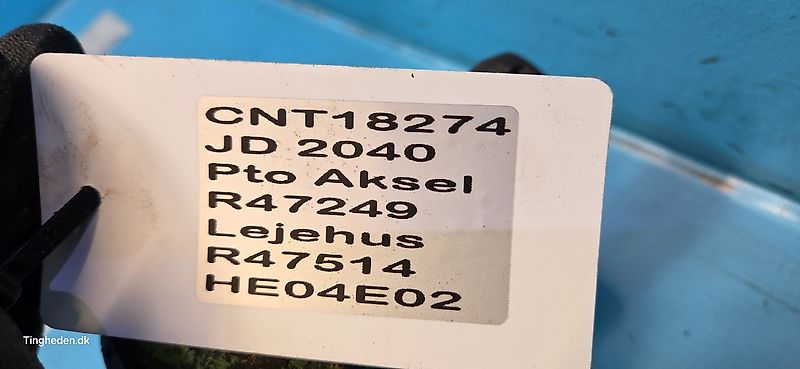 CNT18274
JD 2040
Pto Aksel
R47249
Lejehus
R47514
HE04E02
Tingheden.dk